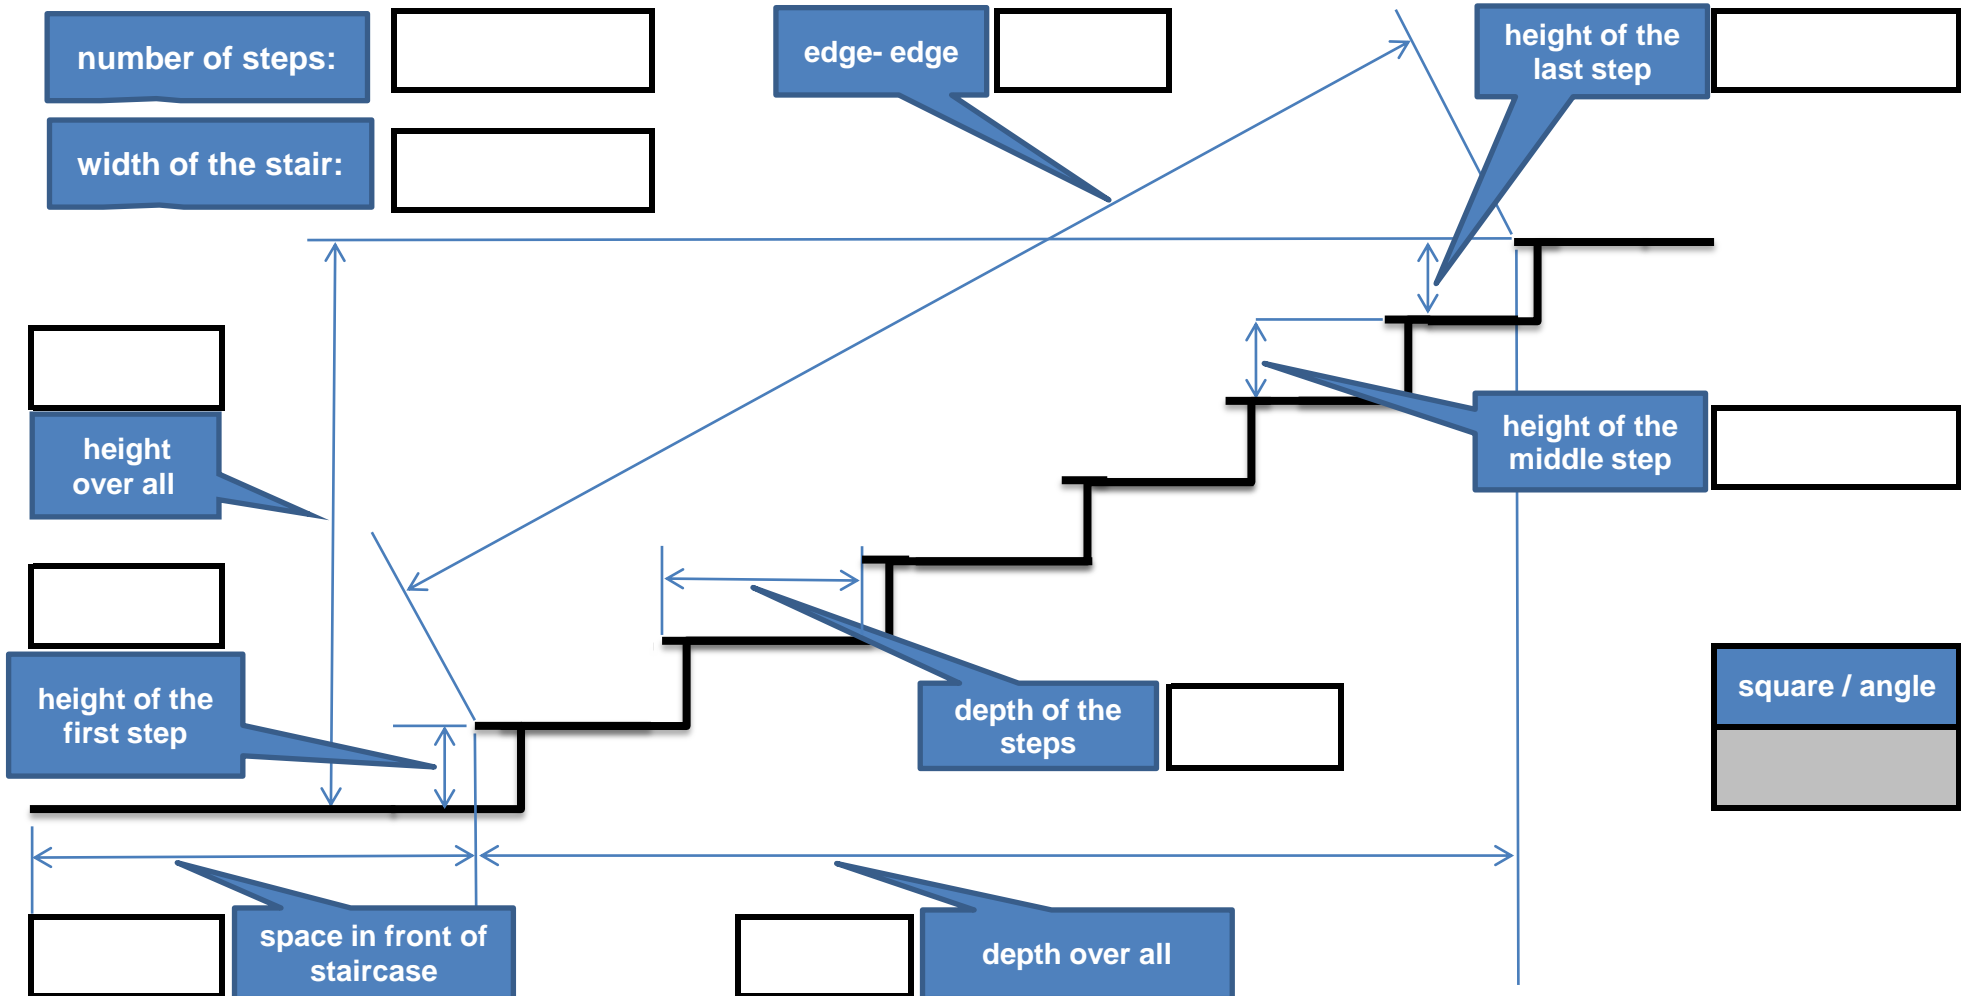 number of steps:
edge- edge
height of the
last step
width of the stair:
height
over all
height of the
middle step
height of the
first step
depth of the
steps
square / angle
space in front of
staircase
depth over all